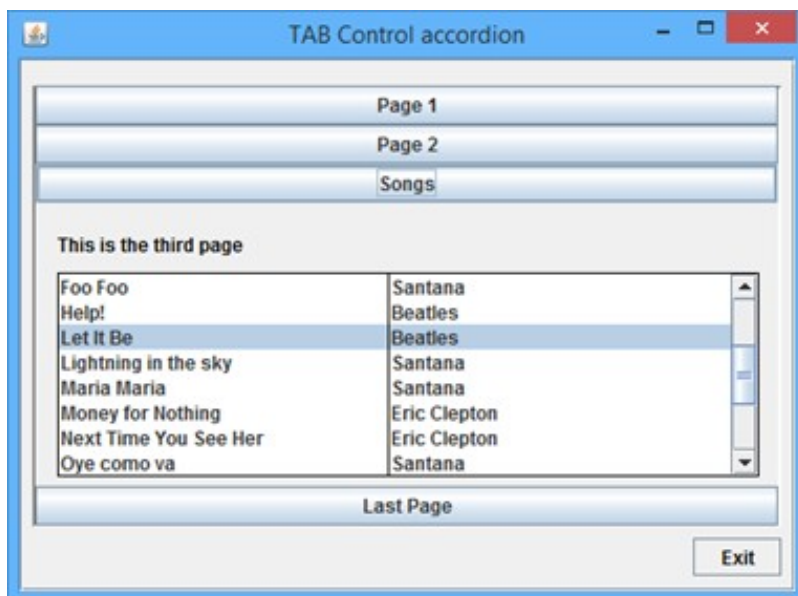 TAB Control accordion
Page 1
Page 2
Songs
This is the third page
Foo Foo Santana
Help! Beatles
Let It Be Beatles
Lightning in the sky Santana
Maria Maria Santana
Money for Nothing Eric Clepton
Next Time You See Her Eric Clepton
Oye como va Santana
Last Page
Exit